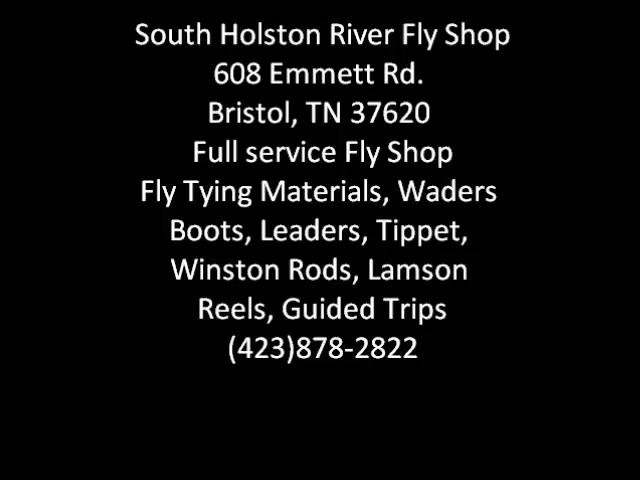 South Holston River Fly Shop
608 Emmett Rd.
Bristol, TN 37620
Full service Fly Shop
Fly Tying Materials, Waders
Boots, Leaders, Tippet,
Winston Rods, Lamson
Reels, Guided Trips
(423)878-2822